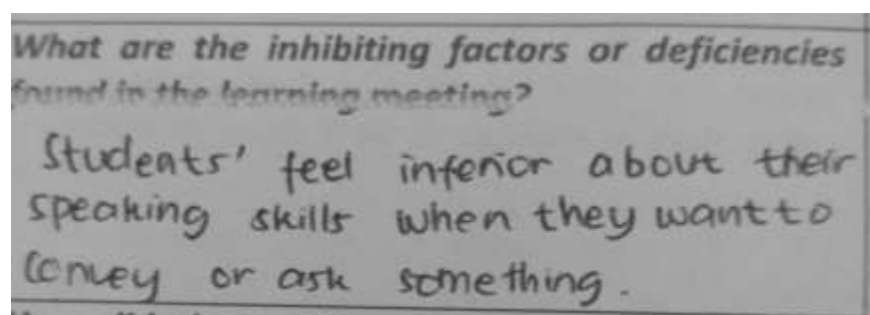 What are the inhibiting factors or deficiencies
found in the learning meeting?
Students' feel inferior about their
speaking skills when they want to
convey or ask something.